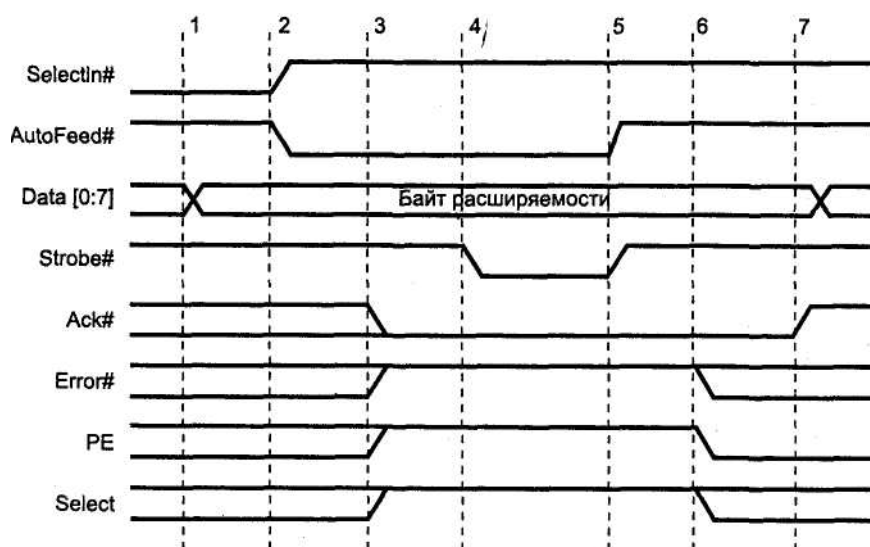 1 2 3 4 5 6 7
SelectIn#
AutoFeed#
Data [0:7] Байт расширяемости
Strobe#
Ack#
Error#
PE
Select